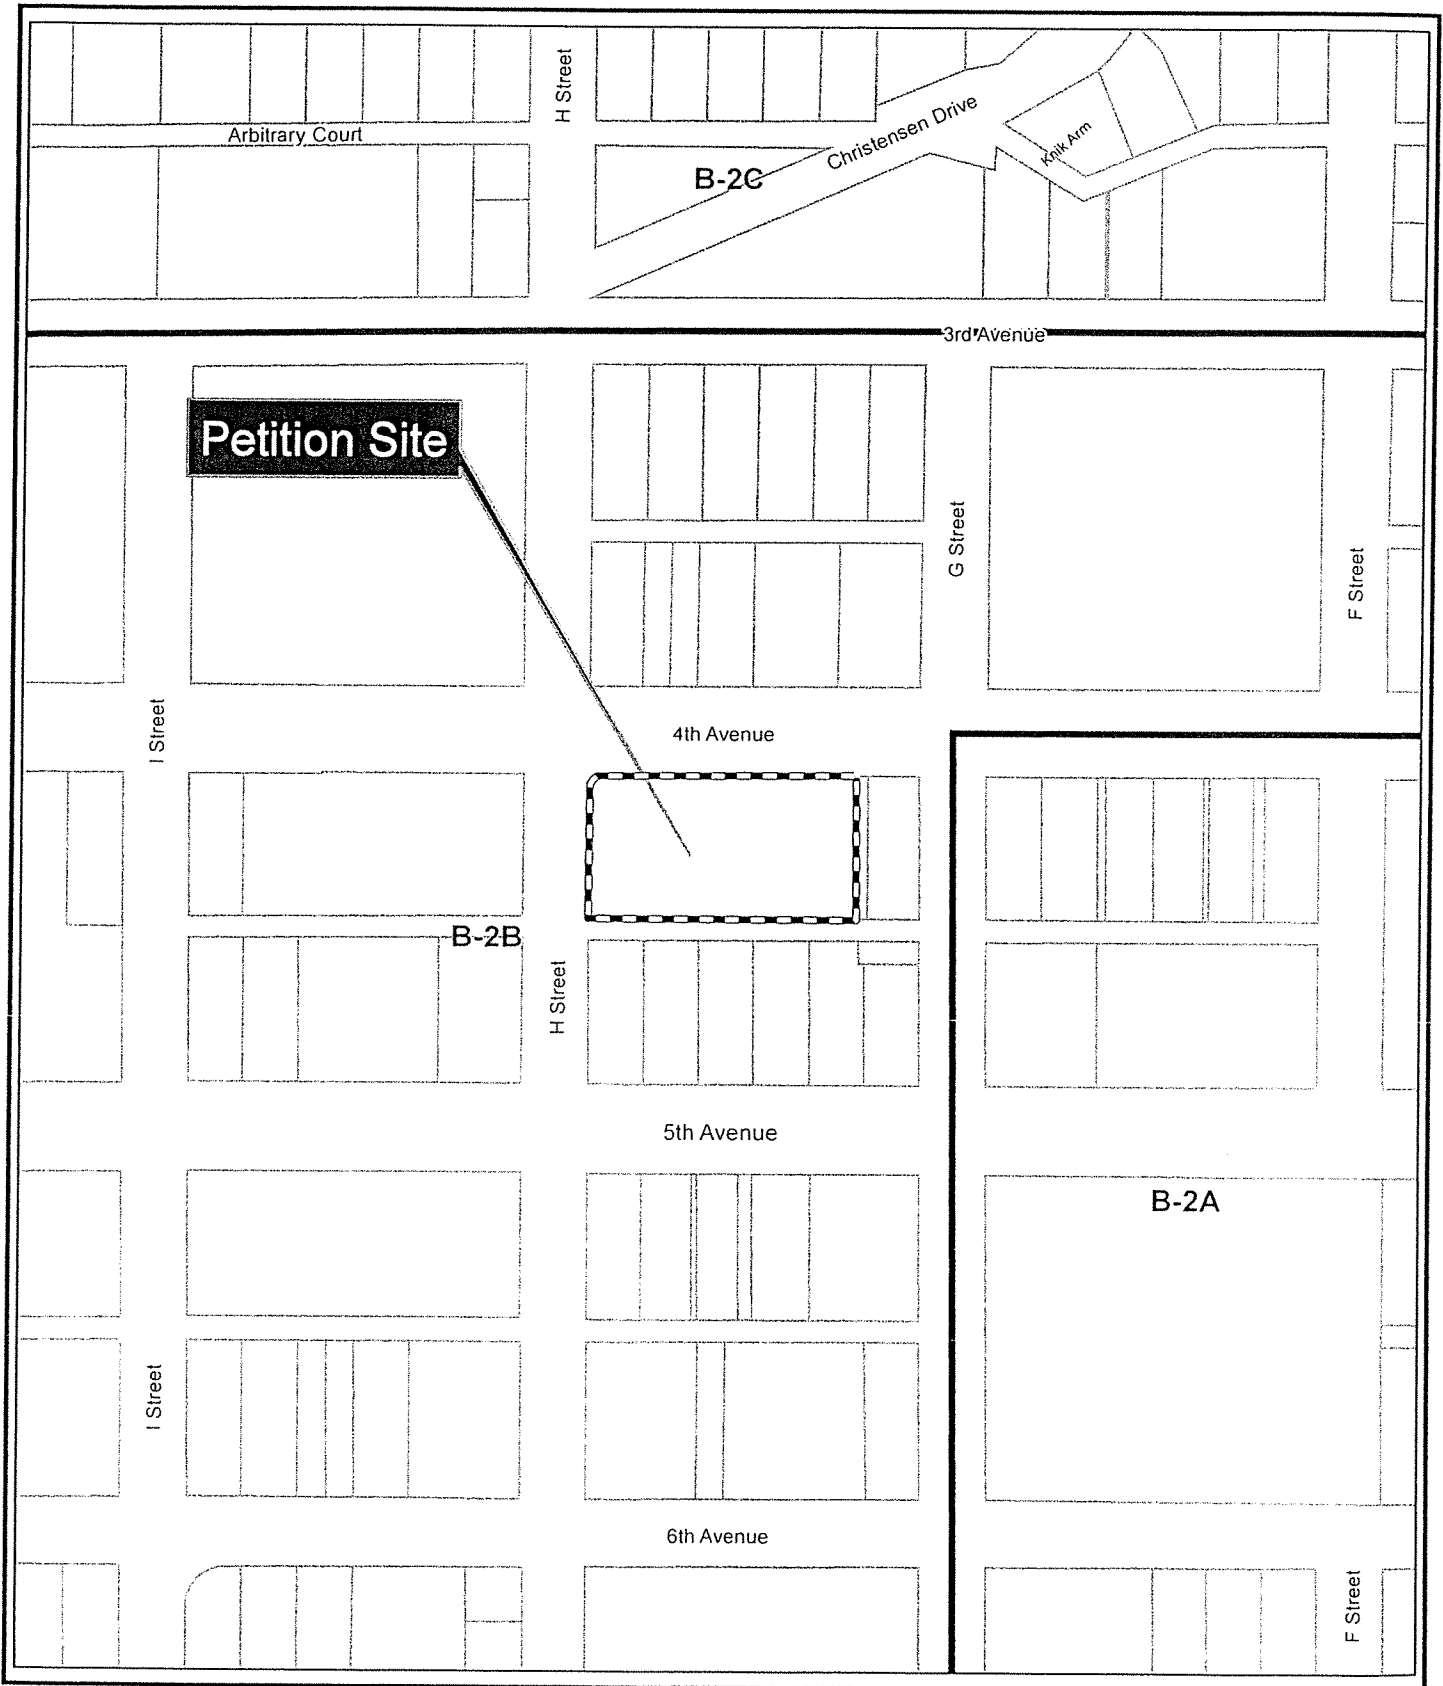 H Street
Arbitrary Court
Christensen Drive
Knik Arm
B-2C
3rd Avenue
Petition Site
G Street
F Street
I Street
4th Avenue
B-2B
H Street
5th Avenue
B-2A
I Street
6th Avenue
F Street